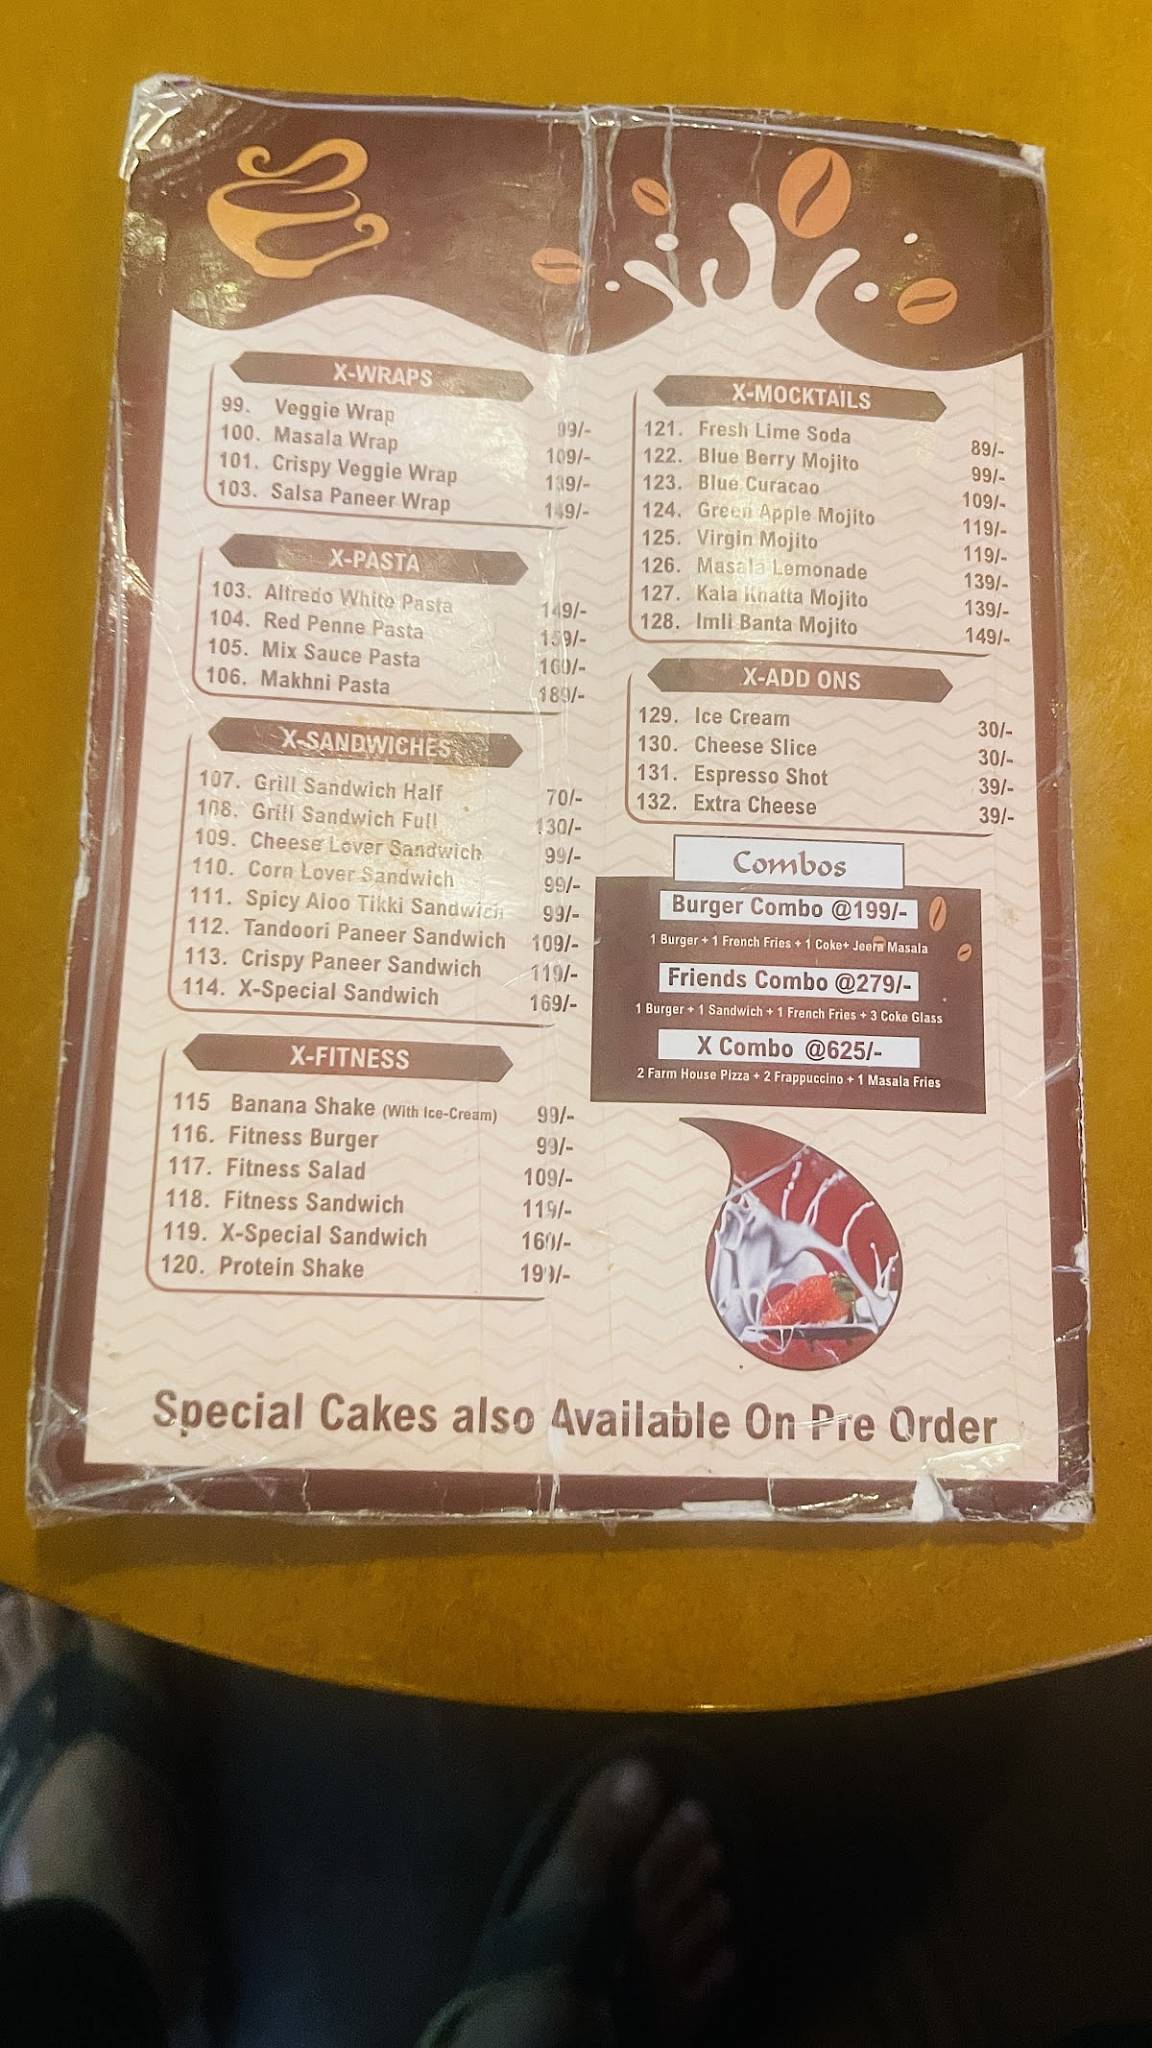 X-WRAPS
99. Veggie Wrap 99/-
100. Masala Wrap 109/-
101. Crispy Veggie Wrap 139/-
103. Salsa Paneer Wrap 149/-
X-PASTA
103. Alfredo White Pasta 149/-
104. Red Penne Pasta 159/-
105. Mix Sauce Pasta 160/-
106. Makhni Pasta 189/-
X-SANDWICHES
107. Grill Sandwich Half 70/-
108. Grill Sandwich Full 130/-
109. Cheese Lover Sandwich 99/-
110. Corn Lover Sandwich 99/-
111. Spicy Aloo Tikki Sandwich 99/-
112. Tandoori Paneer Sandwich 109/-
113. Crispy Paneer Sandwich 119/-
114. X-Special Sandwich 169/-
X-FITNESS
115 Banana Shake (With Ice-Cream) 99/-
116. Fitness Burger 99/-
117. Fitness Salad 109/-
118. Fitness Sandwich 119/-
119. X-Special Sandwich 160/-
120. Protein Shake 199/-
X-MOCKTAILS
121. Fresh Lime Soda 89/-
122. Blue Berry Mojito 99/-
123. Blue Curacao 109/-
124. Green Apple Mojito 119/-
125. Virgin Mojito 119/-
126. Masala Lemonade 139/-
127. Kala Khatta Mojito 139/-
128. Imli Banta Mojito 149/-
X-ADD ONS
129. Ice Cream 30/-
130. Cheese Slice 30/-
131. Espresso Shot 39/-
132. Extra Cheese 39/-
Combos
Burger Combo @199/-
1 Burger + 1 French Fries + 1 Coke+ Jeera Masala
Friends Combo @279/-
1 Burger + 1 Sandwich + 1 French Fries + 3 Coke Glass
X Combo @625/-
2 Farm House Pizza + 2 Frappuccino + 1 Masala Fries
Special Cakes also Available On Pre Order